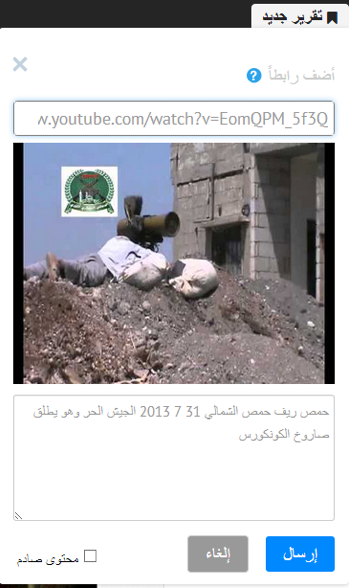 تقرير جديد
أضف رابطاً
w.youtube.com/watch?v=EomQPM_5f3Q
حمص ريف حمص الشمالي 31 7 2013 الجيش الحر وهو يطلق
صاروخ الكونكورس
إرسال
إلغاء
محتوى صادم